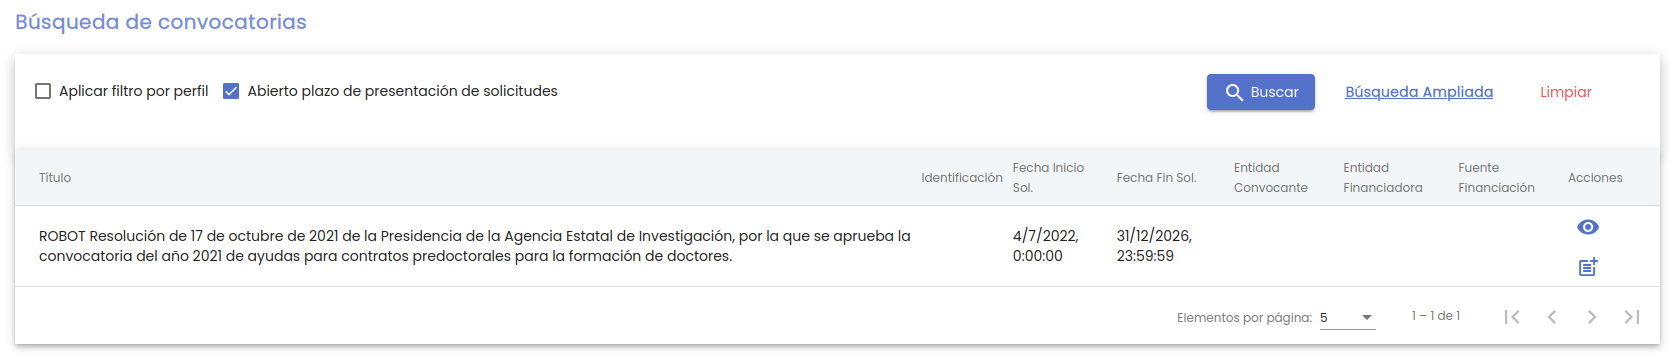 Búsqueda de convocatorias
Aplicar filtro por perfil Abierto plazo de presentación de solicitudes Buscar Búsqueda Ampliada Limpiar
Título Identificación Fecha Inicio Sol. Fecha Fin Sol. Entidad Convocante Entidad Financiadora Fuente Financiación Acciones
ROBOT Resolución de 17 de octubre de 2021 de la Presidencia de la Agencia Estatal de Investigación, por la que se aprueba la
convocatoria del año 2021 de ayudas para contratos predoctorales para la formación de doctores.
4/7/2022,
0:00:00
31/12/2026,
23:59:59
Elementos por página: 5 1 – 1 de 1